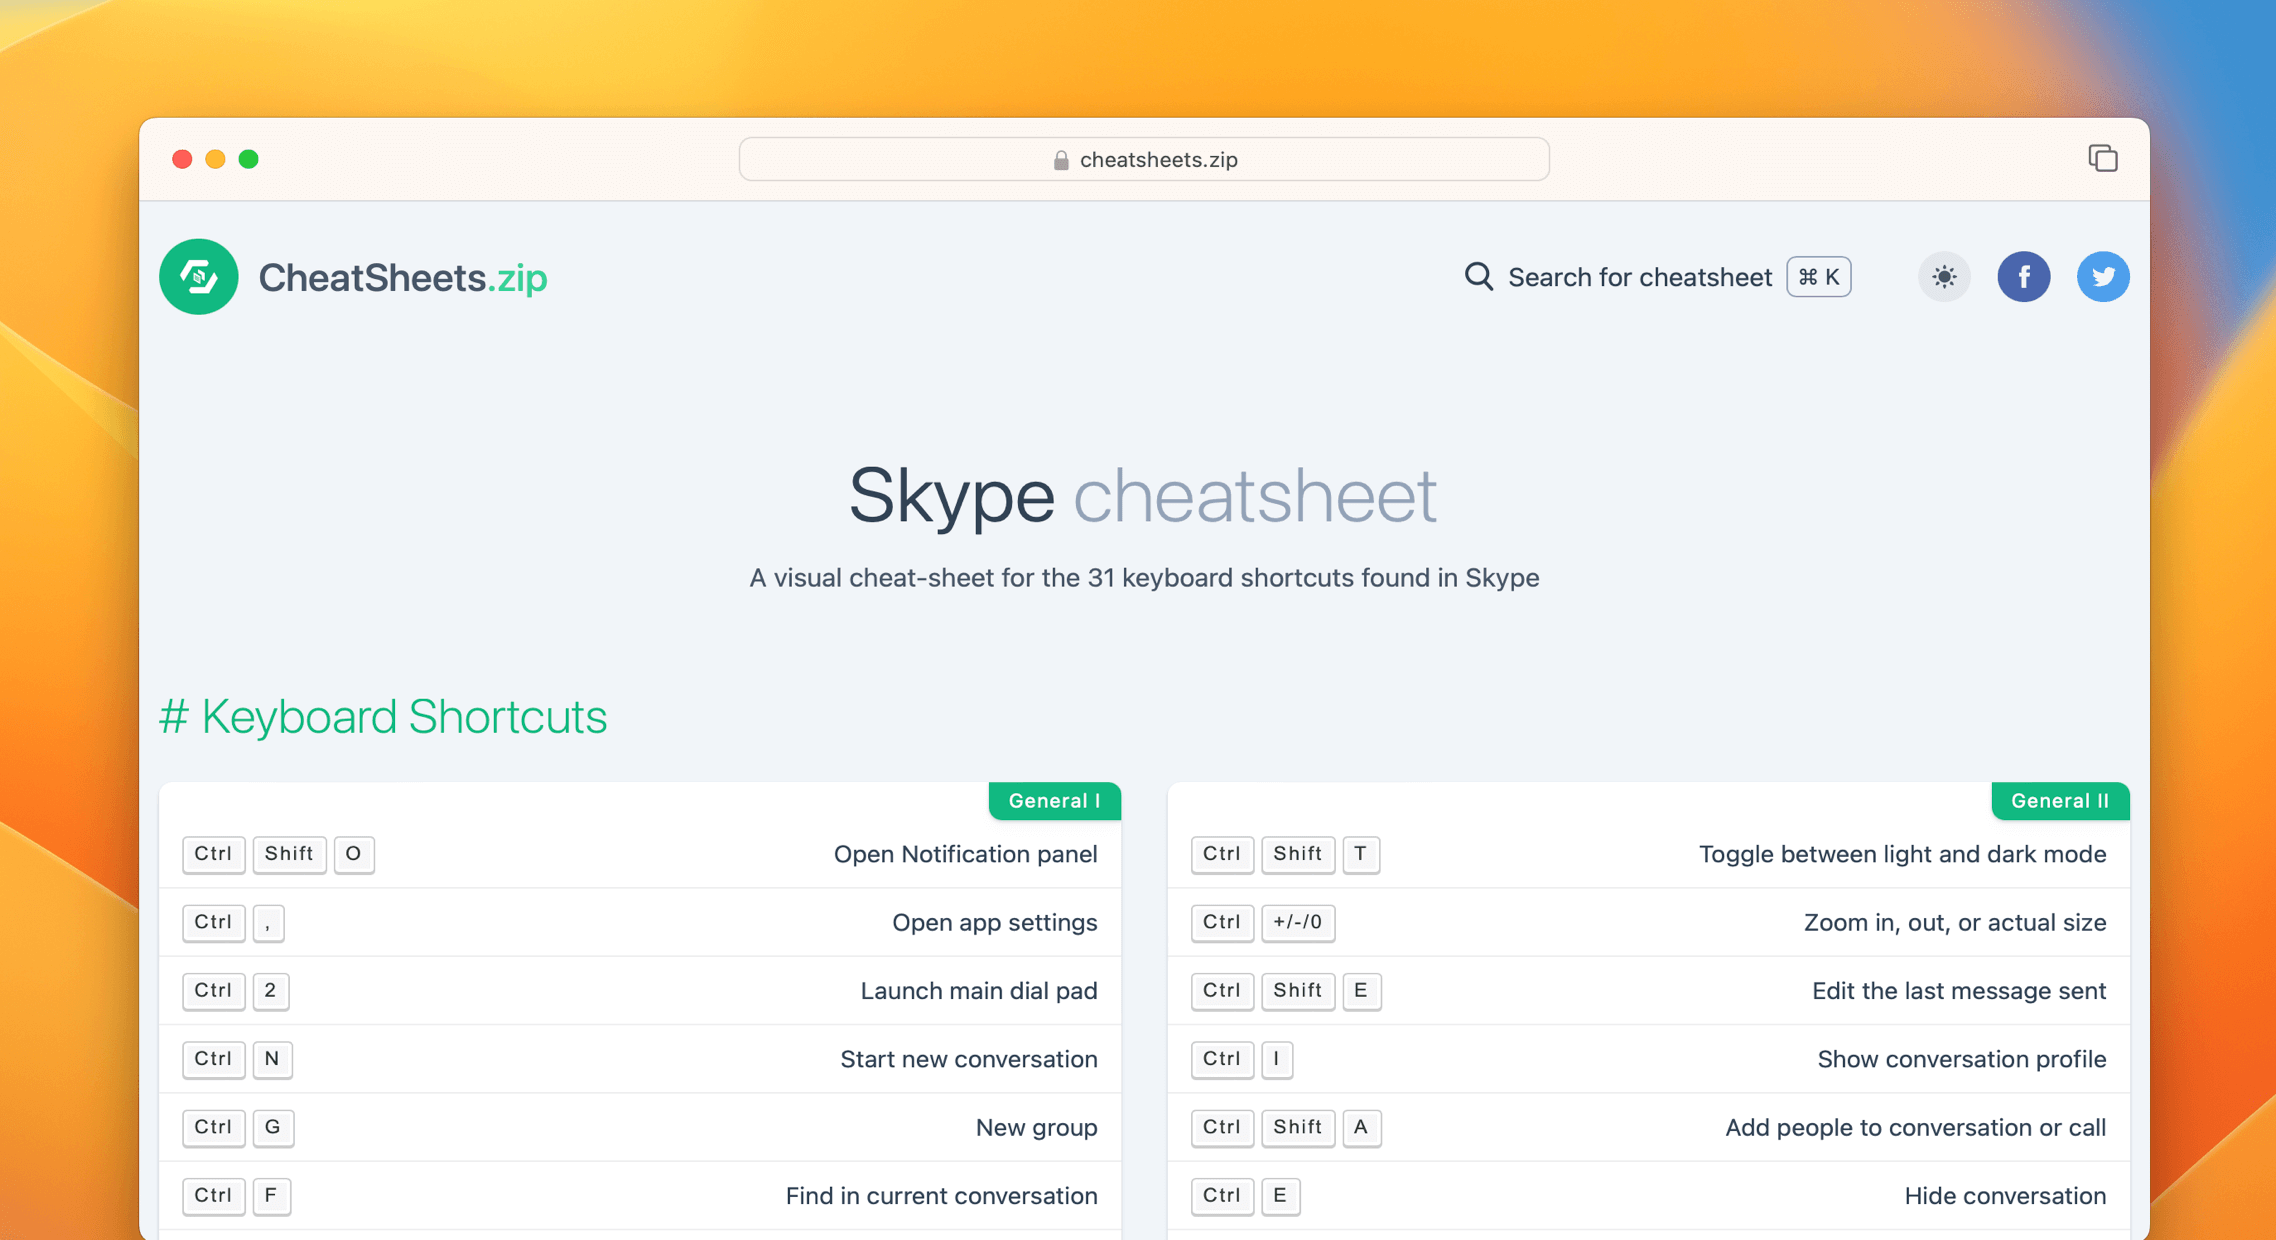 cheatsheets.zip
CheatSheets.zip
Search for cheatsheet ⌘ K
Skype cheatsheet
A visual cheat-sheet for the 31 keyboard shortcuts found in Skype
# Keyboard Shortcuts
General I
Ctrl Shift O Open Notification panel
Ctrl , Open app settings
Ctrl 2 Launch main dial pad
Ctrl N Start new conversation
Ctrl G New group
Ctrl F Find in current conversation
General II
Ctrl Shift T Toggle between light and dark mode
Ctrl +/-/0 Zoom in, out, or actual size
Ctrl Shift E Edit the last message sent
Ctrl I Show conversation profile
Ctrl Shift A Add people to conversation or call
Ctrl E Hide conversation